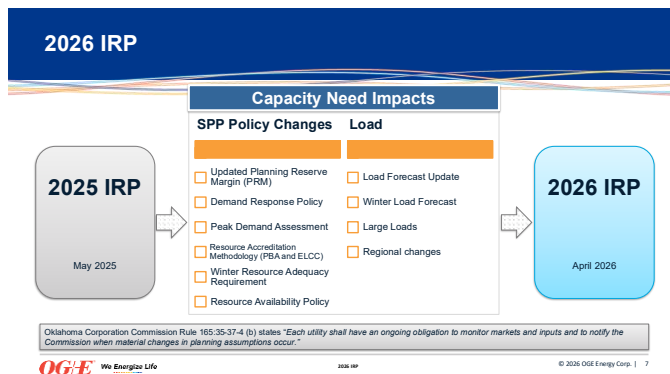 2026 IRP
Capacity Need Impacts
SPP Policy Changes
Updated Planning Reserve
Margin (PRM)
Demand Response Policy
Peak Demand Assessment
Resource Accreditation
Methodology (PBA and ELCC)
Winter Resource Adequacy
Requirement
Resource Availability Policy
Load
Load Forecast Update
Winter Load Forecast
Large Loads
Regional changes
2025 IRP
May 2025
2026 IRP
April 2026
Oklahoma Corporation Commission Rule 165:35-37-4 (b) states “Each utility shall have an ongoing obligation to monitor markets and inputs and to notify the
Commission when material changes in planning assumptions occur.”
OG/E We Energize Life
2026 IRP
© 2026 OGE Energy Corp. | 7